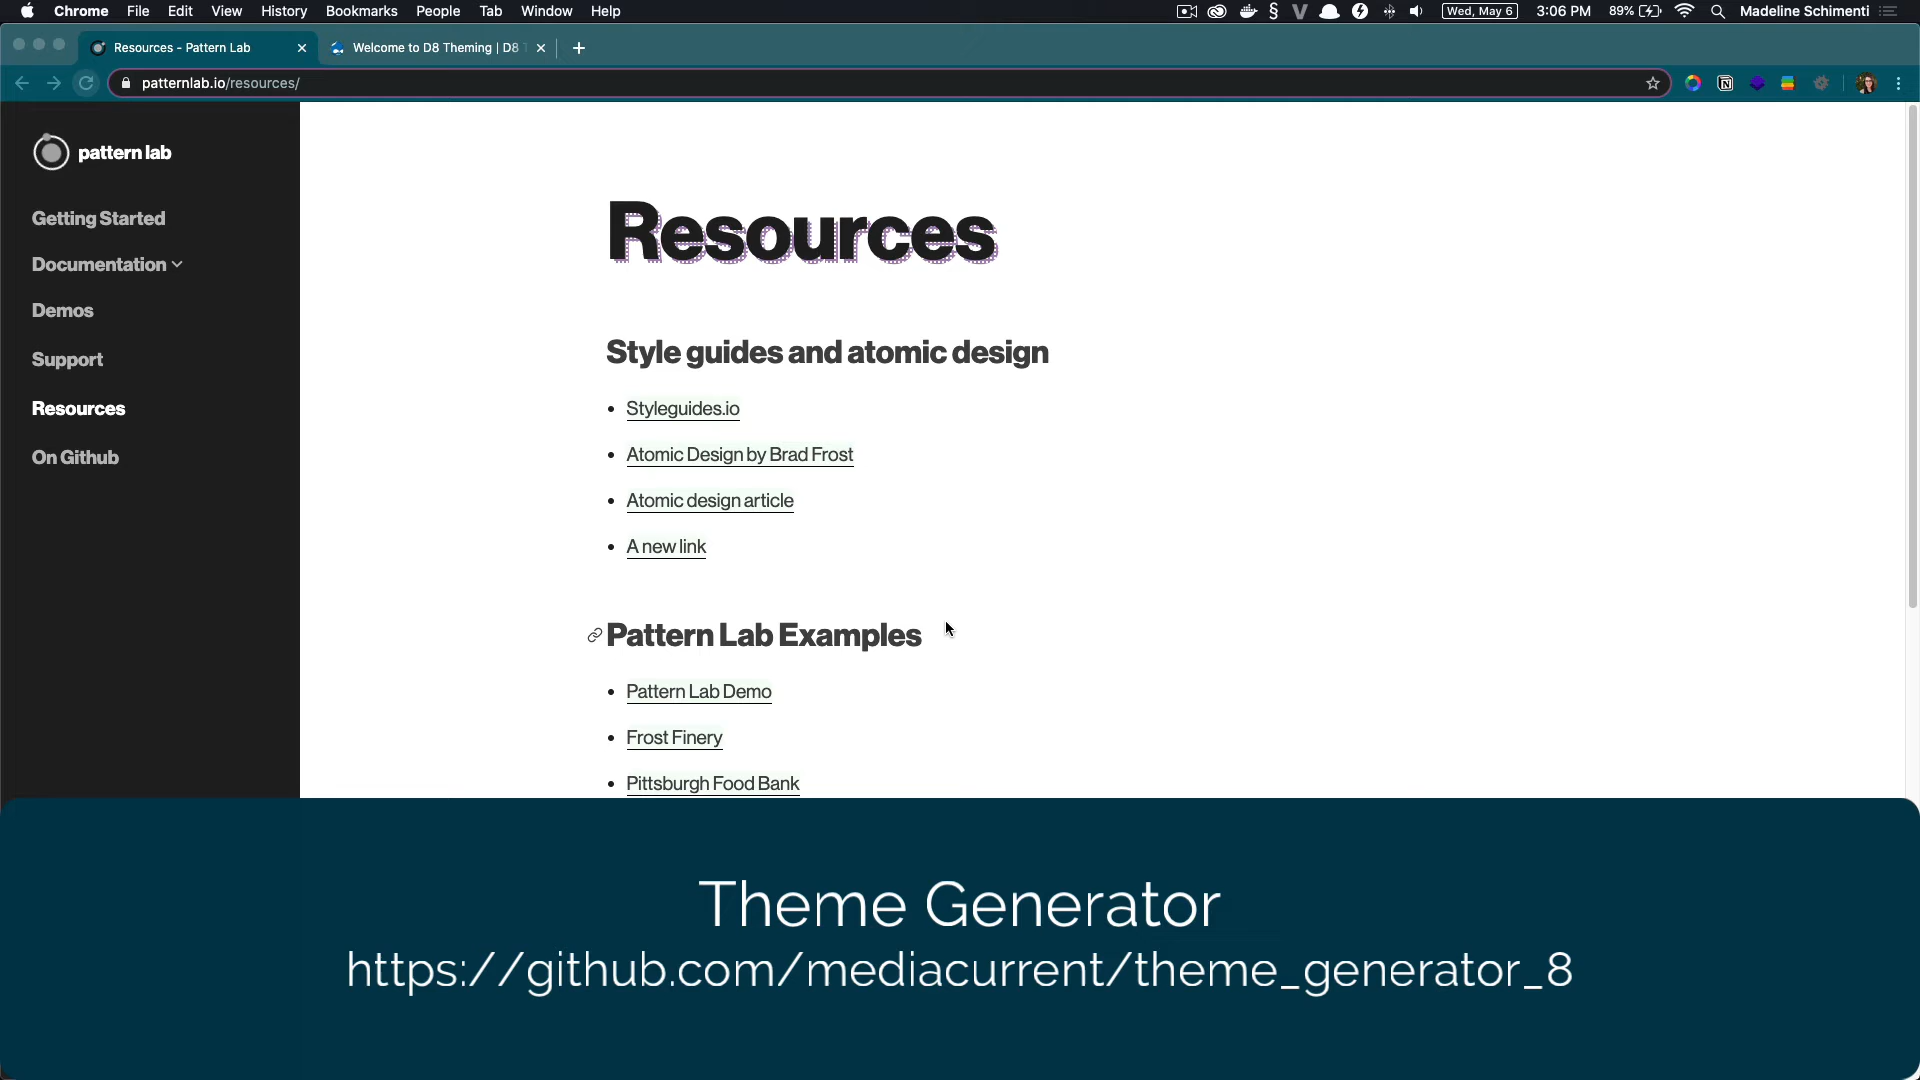 Chrome File Edit View History Bookmarks People Tab Window Help Wed, May 6 3:06 PM 89% Madeline Schimenti
Resources - Pattern Lab Welcome to D8 Theming | D8
patternlab.io/resources/
pattern lab
Getting Started
Documentation
Demos
Support
Resources
On Github
Resources
Style guides and atomic design
• Styleguides.io
• Atomic Design by Brad Frost
• Atomic design article
• A new link
Pattern Lab Examples
• Pattern Lab Demo
• Frost Finery
• Pittsburgh Food Bank
Theme Generator
https://github.com/mediacurrent/theme_generator_8